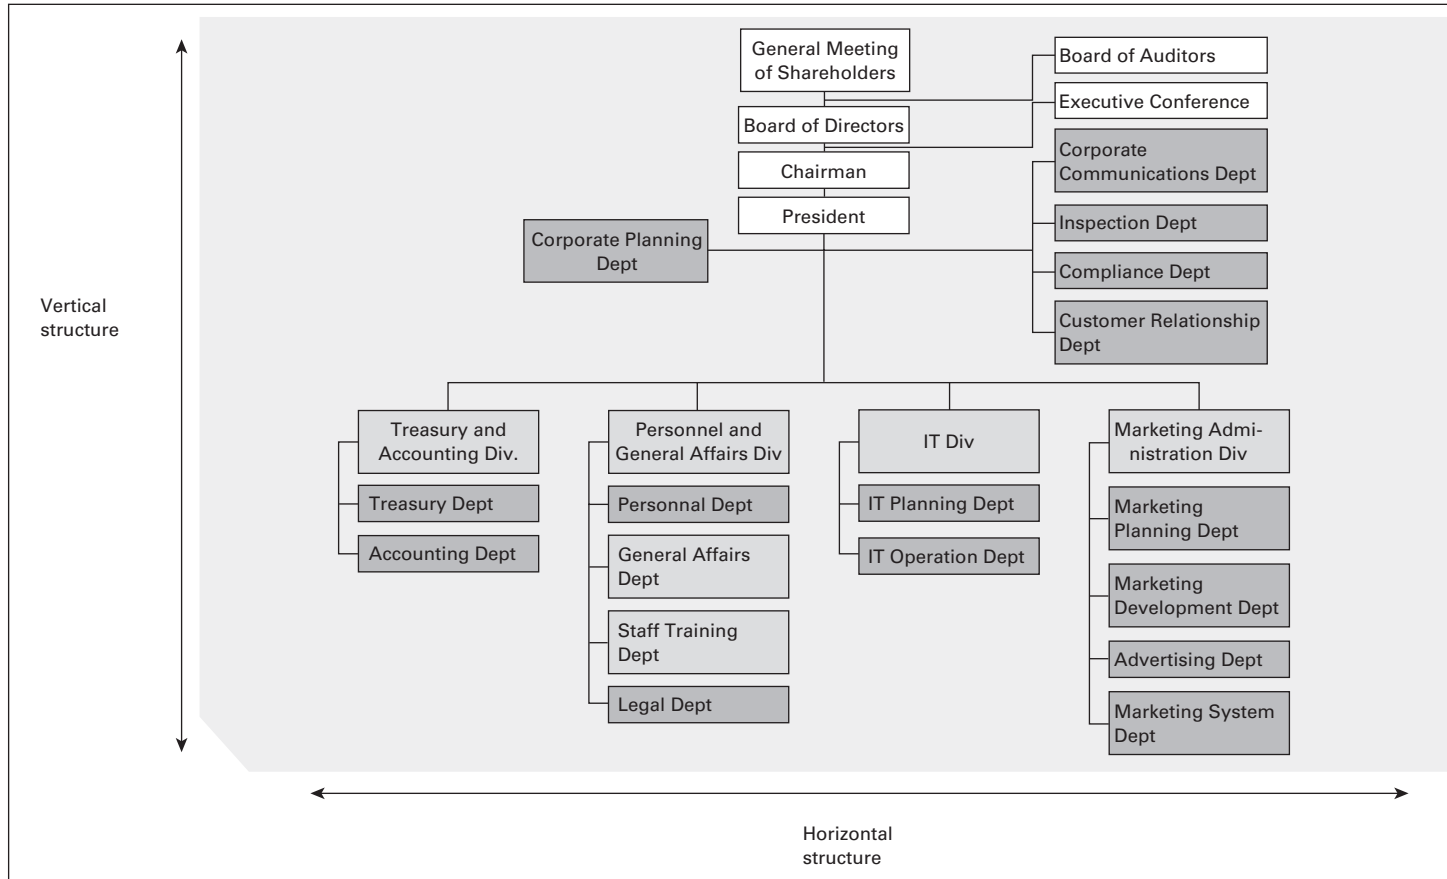 General Meeting
of Shareholders
Board of Auditors
Executive Conference
Board of Directors
Chairman
President
Corporate
Communications Dept
Inspection Dept
Compliance Dept
Customer Relationship
Dept
Corporate Planning
Dept
Vertical
structure
Treasury and
Accounting Div.
Treasury Dept
Accounting Dept
Personnel and
General Affairs Div
Personnal Dept
General Affairs
Dept
Staff Training
Dept
Legal Dept
IT Div
IT Planning Dept
IT Operation Dept
Marketing Admi-
nistration Div
Marketing
Planning Dept
Marketing
Development Dept
Advertising Dept
Marketing System
Dept
Horizontal
structure